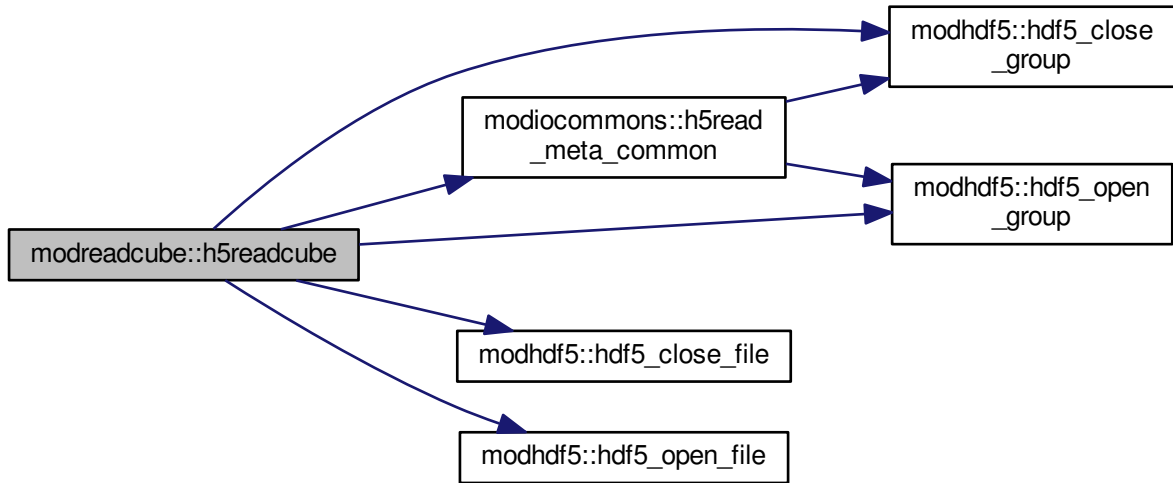 modhdf5::hdf5_close
_group
modiocommons::h5read
_meta_common
modhdf5::hdf5_open
_group
modreadcube::h5readcube
modhdf5::hdf5_close_file
modhdf5::hdf5_open_file